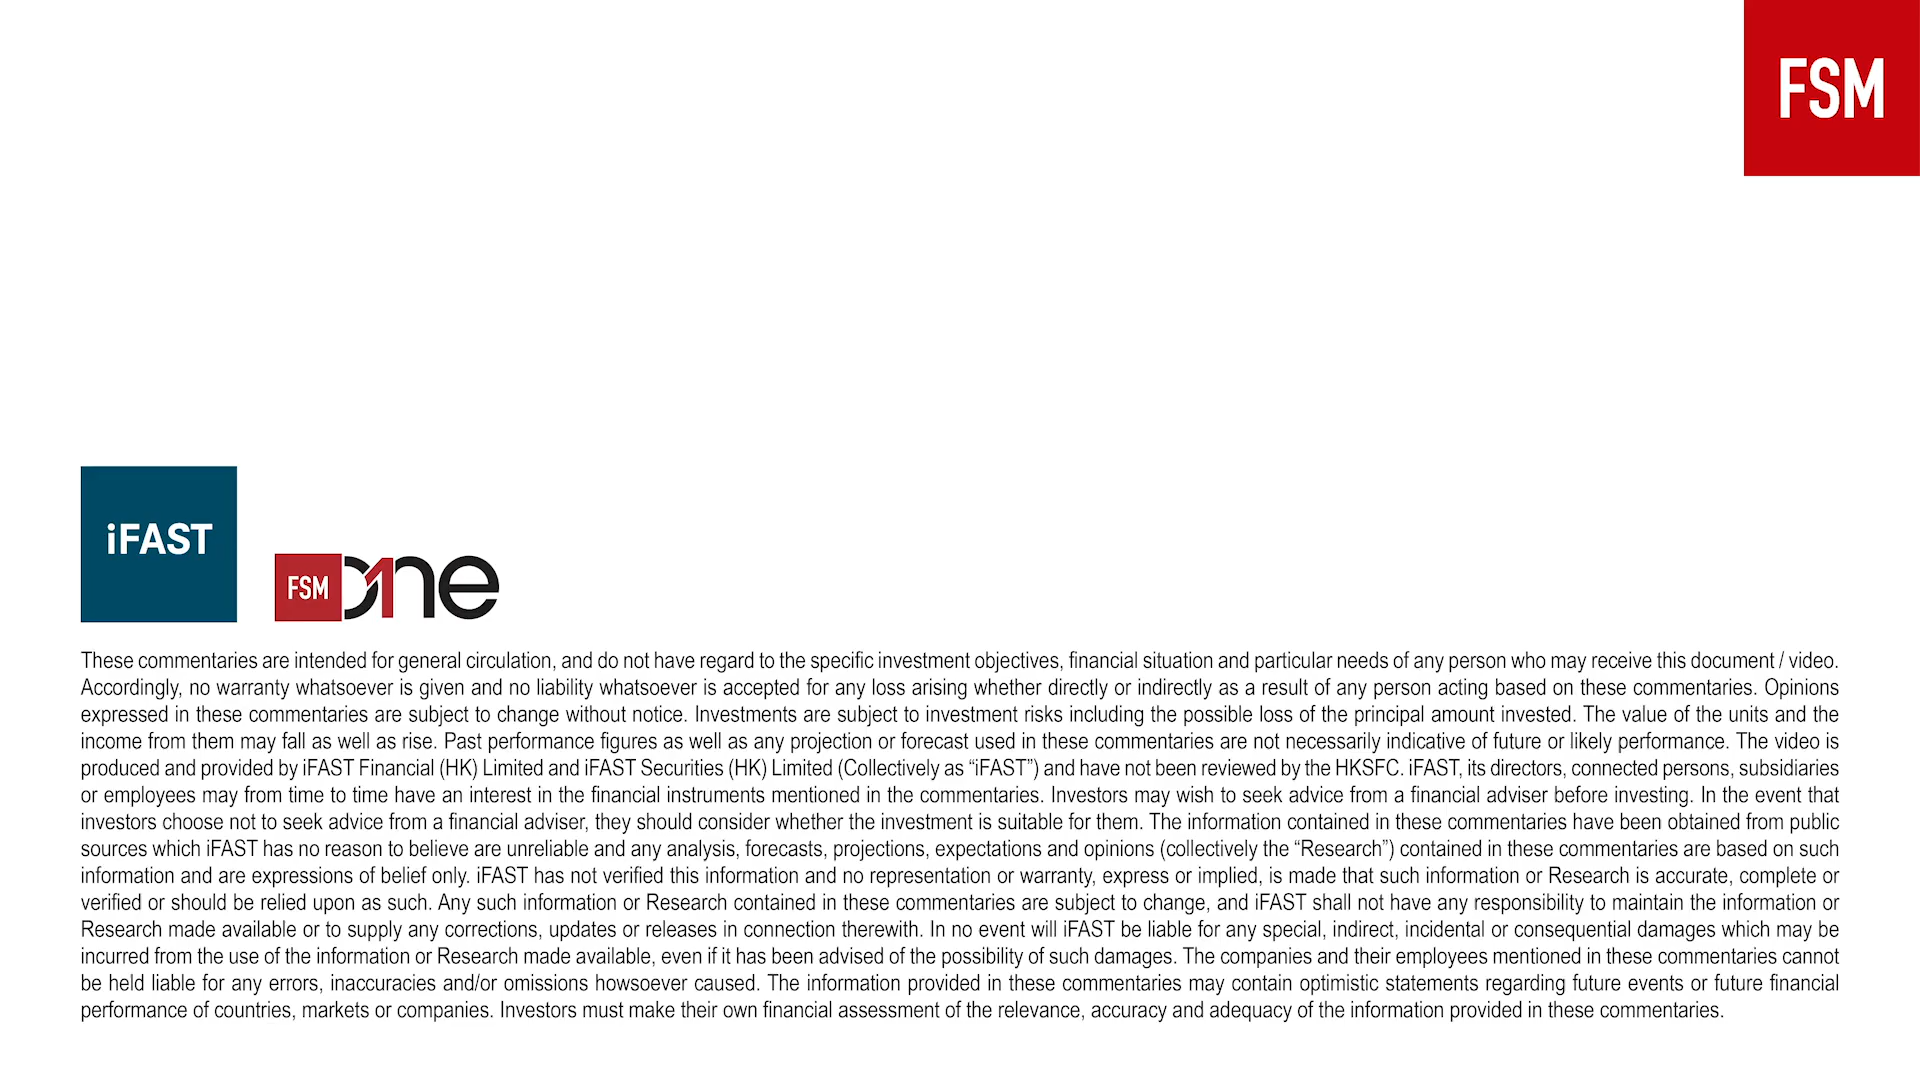 FSM
iFAST
FSM one
These commentaries are intended for general circulation, and do not have regard to the specific investment objectives, financial situation and particular needs of any person who may receive this document / video.
Accordingly, no warranty whatsoever is given and no liability whatsoever is accepted for any loss arising whether directly or indirectly as a result of any person acting based on these commentaries. Opinions
expressed in these commentaries are subject to change without notice. Investments are subject to investment risks including the possible loss of the principal amount invested. The value of the units and the
income from them may fall as well as rise. Past performance figures as well as any projection or forecast used in these commentaries are not necessarily indicative of future or likely performance. The video is
produced and provided by iFAST Financial (HK) Limited and iFAST Securities (HK) Limited (Collectively as “iFAST”) and have not been reviewed by the HKSFC. iFAST, its directors, connected persons, subsidiaries
or employees may from time to time have an interest in the financial instruments mentioned in the commentaries. Investors may wish to seek advice from a financial adviser before investing. In the event that
investors choose not to seek advice from a financial adviser, they should consider whether the investment is suitable for them. The information contained in these commentaries have been obtained from public
sources which iFAST has no reason to believe are unreliable and any analysis, forecasts, projections, expectations and opinions (collectively the “Research”) contained in these commentaries are based on such
information and are expressions of belief only. iFAST has not verified this information and no representation or warranty, express or implied, is made that such information or Research is accurate, complete or
verified or should be relied upon as such. Any such information or Research contained in these commentaries are subject to change, and iFAST shall not have any responsibility to maintain the information or
Research made available or to supply any corrections, updates or releases in connection therewith. In no event will iFAST be liable for any special, indirect, incidental or consequential damages which may be
incurred from the use of the information or Research made available, even if it has been advised of the possibility of such damages. The companies and their employees mentioned in these commentaries cannot
be held liable for any errors, inaccuracies and/or omissions howsoever caused. The information provided in these commentaries may contain optimistic statements regarding future events or future financial
performance of countries, markets or companies. Investors must make their own financial assessment of the relevance, accuracy and adequacy of the information provided in these commentaries.